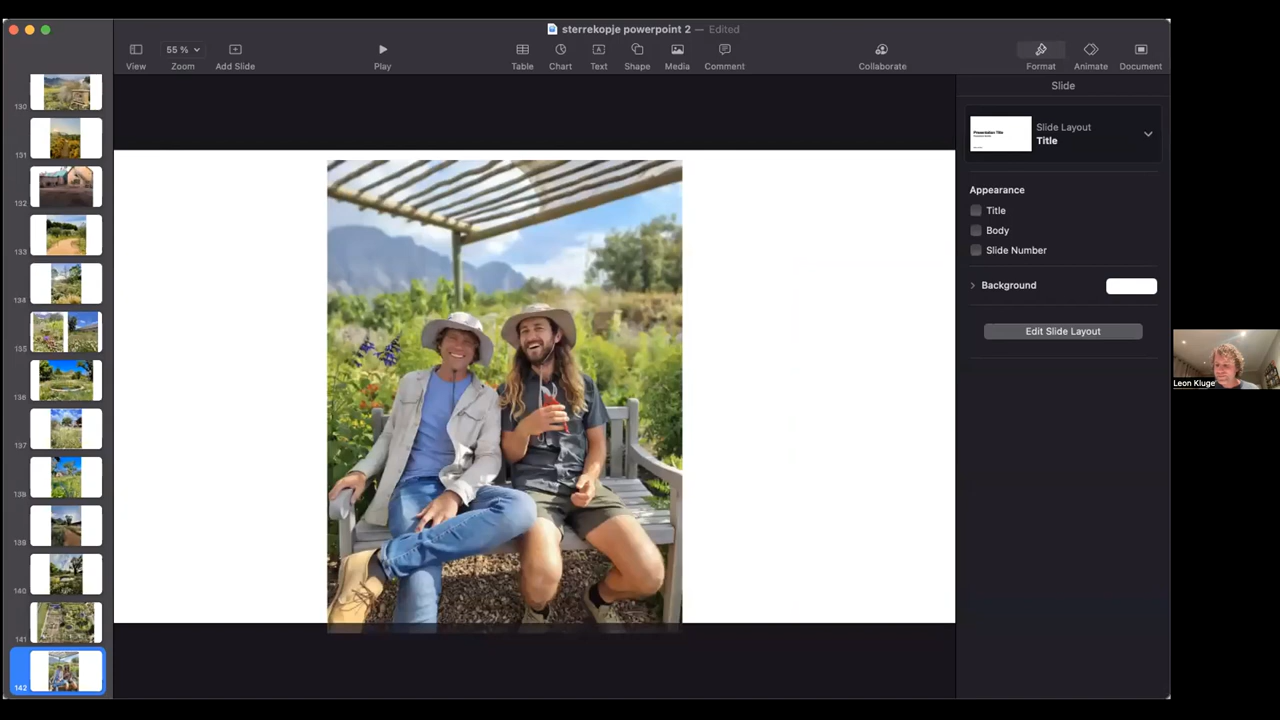 sterrekopje powerpoint 2 — Edited
55 %
View
Zoom
Add Slide
Play
Table
Chart
Text
Shape
Media
Comment
Collaborate
Format
Animate
Document
130
131
132
133
134
135
136
137
138
139
140
141
142
Slide
Presentation Title
Slide Layout
Title
Appearance
Title
Body
Slide Number
Background
Edit Slide Layout
Leon Kluge